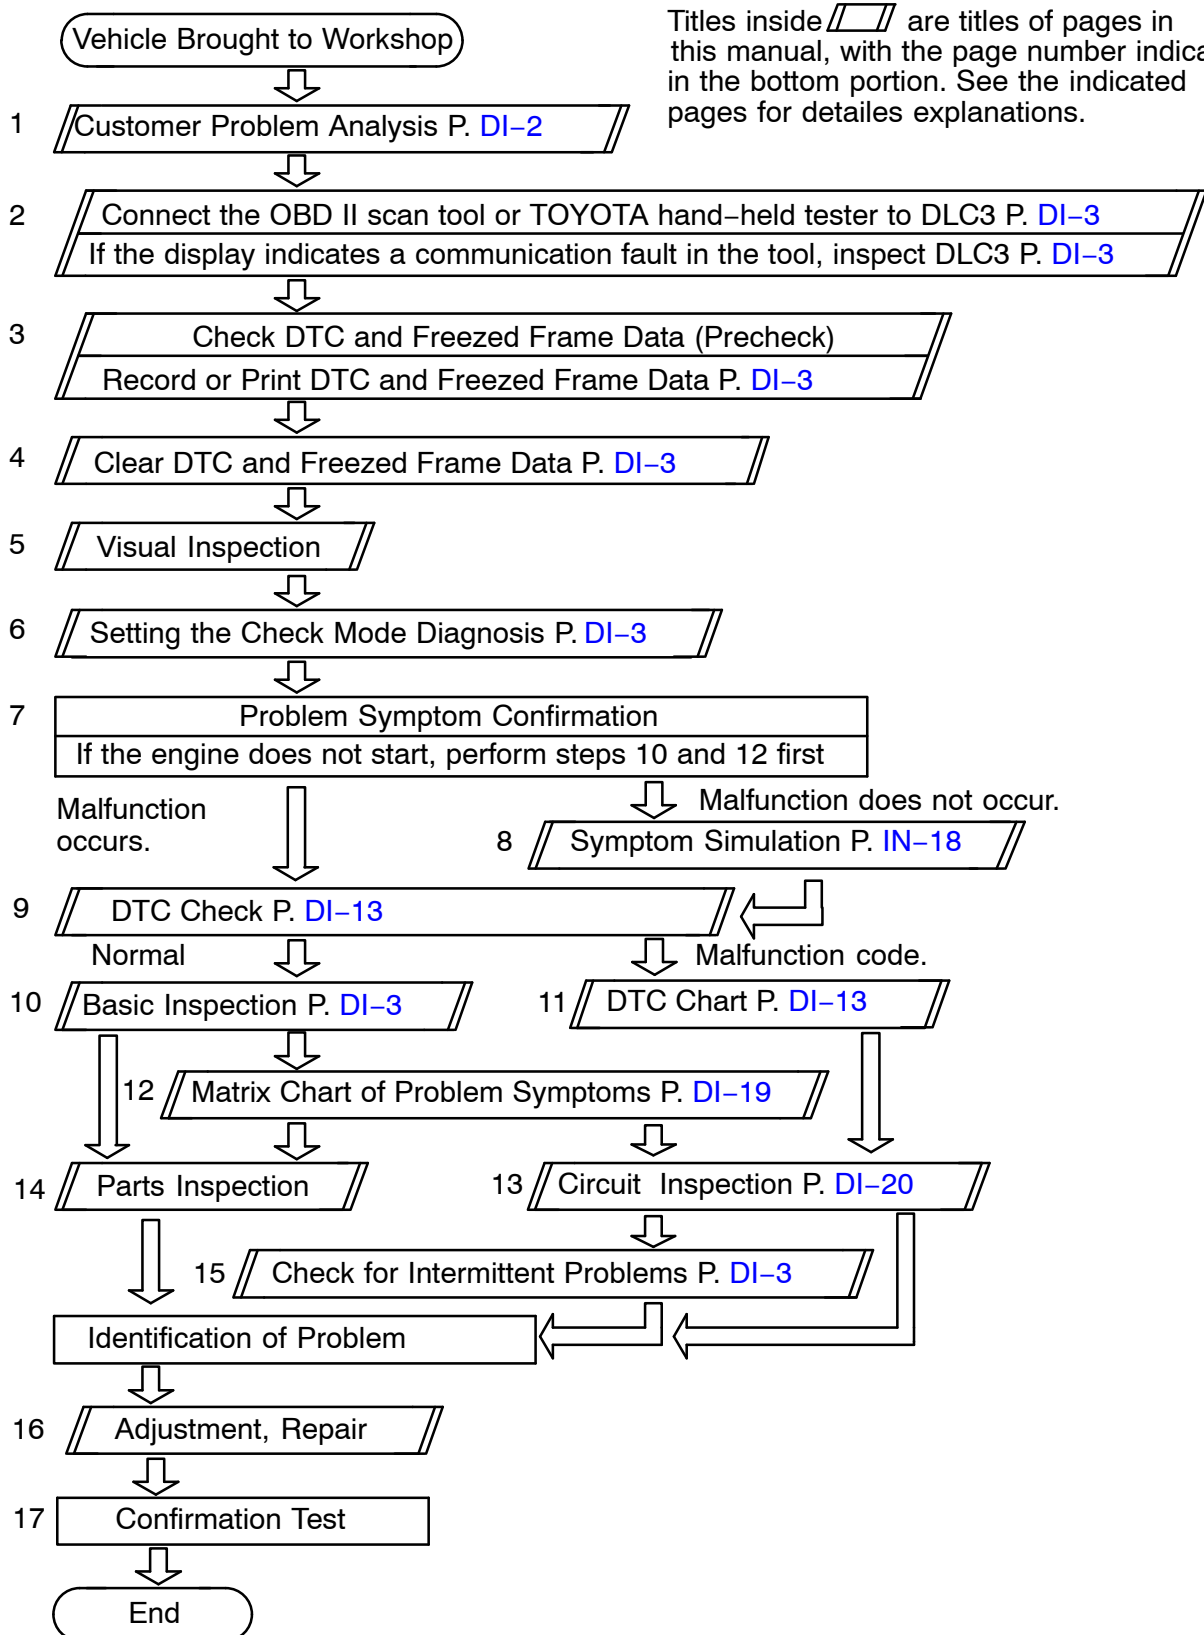 Vehicle Brought to Workshop
Titles inside are titles of pages in
this manual, with the page number indica
in the bottom portion. See the indicated
pages for detailes explanations.
1
Customer Problem Analysis P. DI–2
2
Connect the OBD II scan tool or TOYOTA hand–held tester to DLC3 P. DI–3
If the display indicates a communication fault in the tool, inspect DLC3 P. DI–3
3
Check DTC and Freezed Frame Data (Precheck)
Record or Print DTC and Freezed Frame Data P. DI–3
4
Clear DTC and Freezed Frame Data P. DI–3
5
Visual Inspection
6
Setting the Check Mode Diagnosis P. DI–3
7
Problem Symptom Confirmation
If the engine does not start, perform steps 10 and 12 first
Malfunction
occurs.
Malfunction does not occur.
8
Symptom Simulation P. IN–18
9
DTC Check P. DI–13
Normal
Malfunction code.
10
Basic Inspection P. DI–3
11
DTC Chart P. DI–13
12
Matrix Chart of Problem Symptoms P. DI–19
14
Parts Inspection
13
Circuit Inspection P. DI–20
15
Check for Intermittent Problems P. DI–3
Identification of Problem
16
Adjustment, Repair
17
Confirmation Test
End